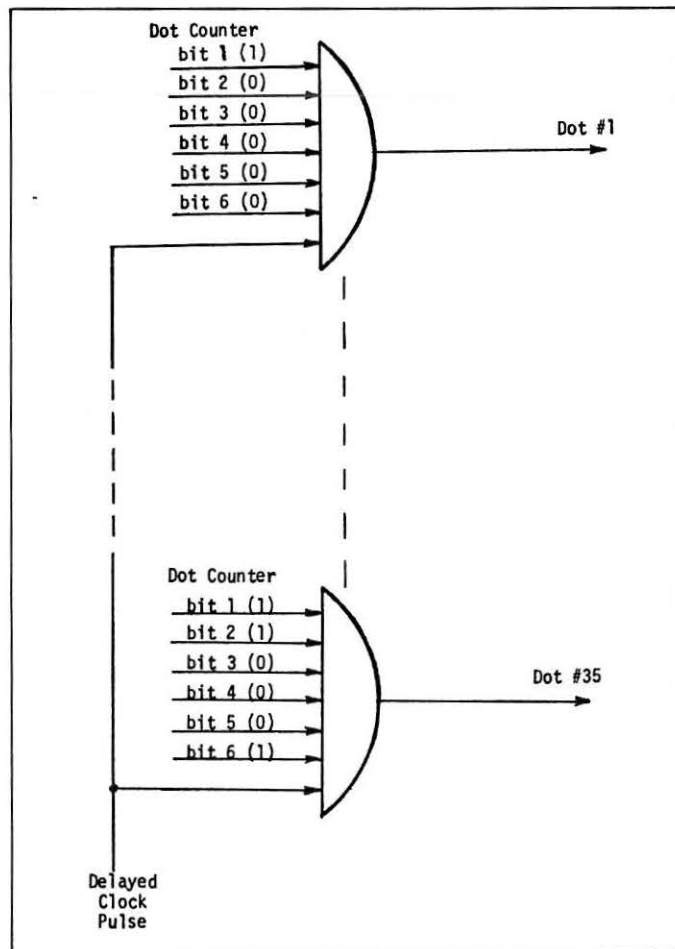 Dot Counter
bit 1 (1)
bit 2 (0)
bit 3 (0)
bit 4 (0)
bit 5 (0)
bit 6 (0)
Dot #1
Dot Counter
bit 1 (1)
bit 2 (1)
bit 3 (0)
bit 4 (0)
bit 5 (0)
bit 6 (1)
Dot #35
Delayed
Clock
Pulse